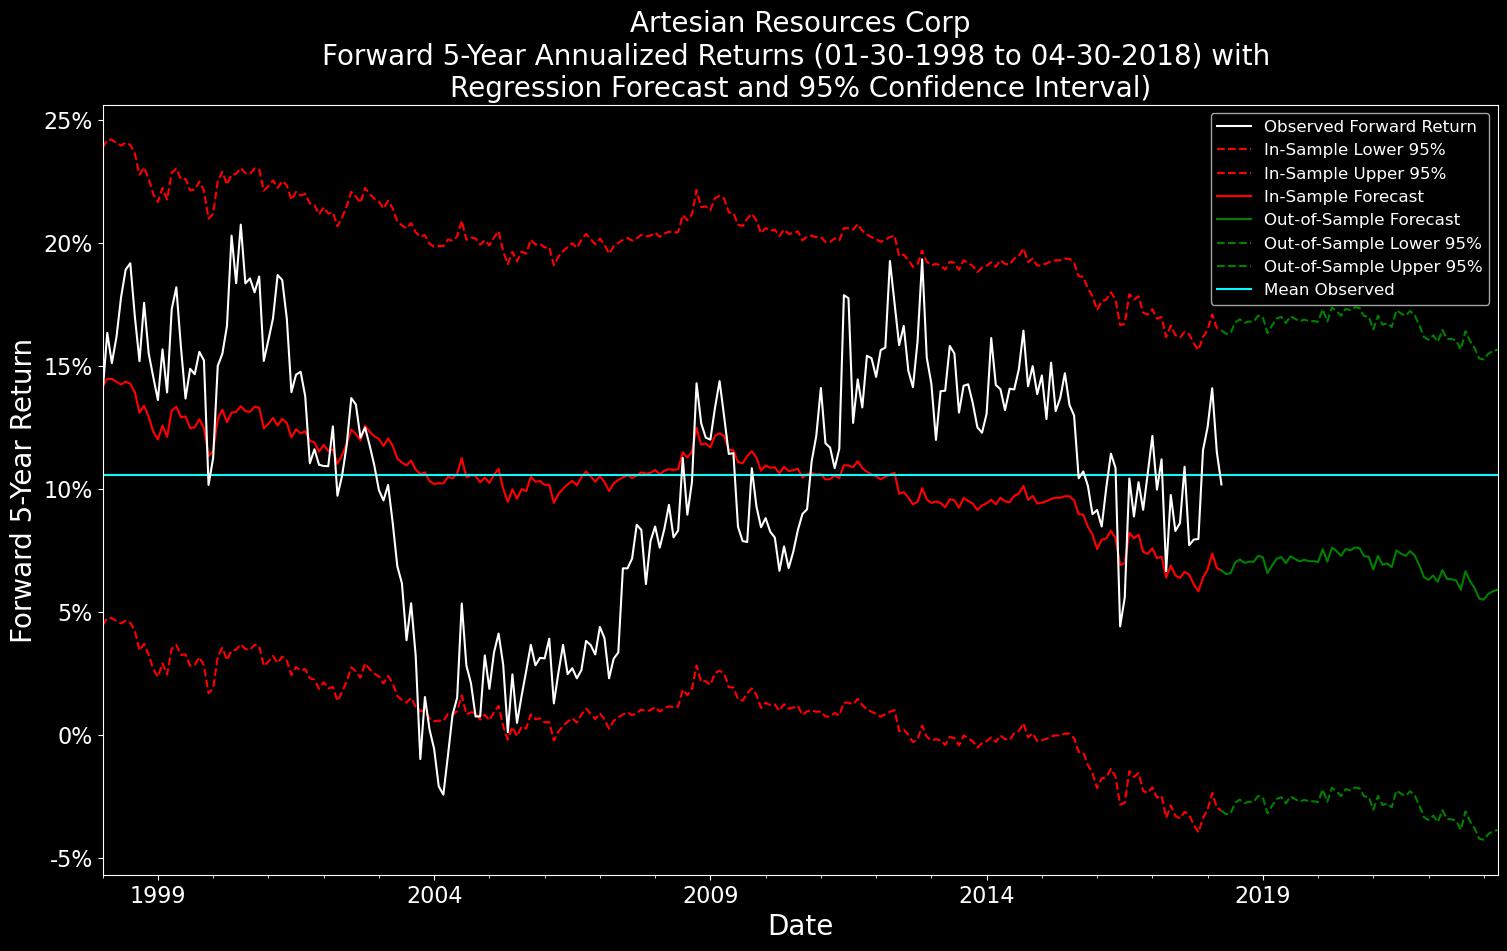 Artesian Resources Corp
Forward 5-Year Annualized Returns (01-30-1998 to 04-30-2018) with
Regression Forecast and 95% Confidence Interval)
Observed Forward Return
In-Sample Lower 95%
In-Sample Upper 95%
In-Sample Forecast
Out-of-Sample Forecast
Out-of-Sample Lower 95%
Out-of-Sample Upper 95%
Mean Observed
Forward 5-Year Return
25%
20%
15%
10%
5%
0%
-5%
1999 2004 2009 2014 2019
Date